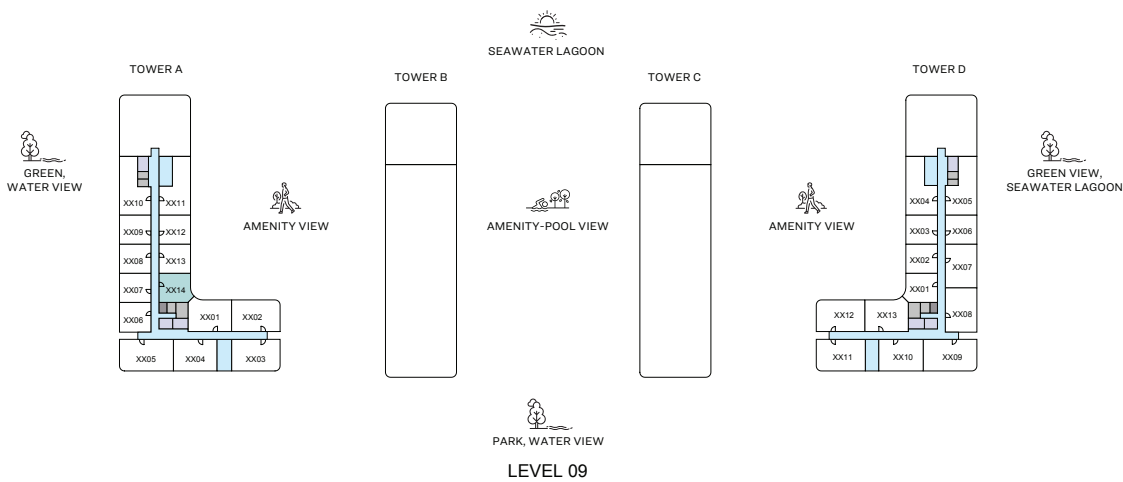 SEAWATER LAGOON
TOWER A
TOWER B
TOWER C
TOWER D
GREEN,
WATER VIEW
AMENITY VIEW
AMENITY-POOL VIEW
AMENITY VIEW
GREEN VIEW,
SEAWATER LAGOON
XX10 XX11
XX09 XX12
XX08 XX13
XX07 XX14
XX06 XX01 XX02
XX05 XX04 XX03
XX04 XX05
XX03 XX06
XX02 XX07
XX01
XX12 XX13 XX08
XX11 XX10 XX09
PARK, WATER VIEW
LEVEL 09